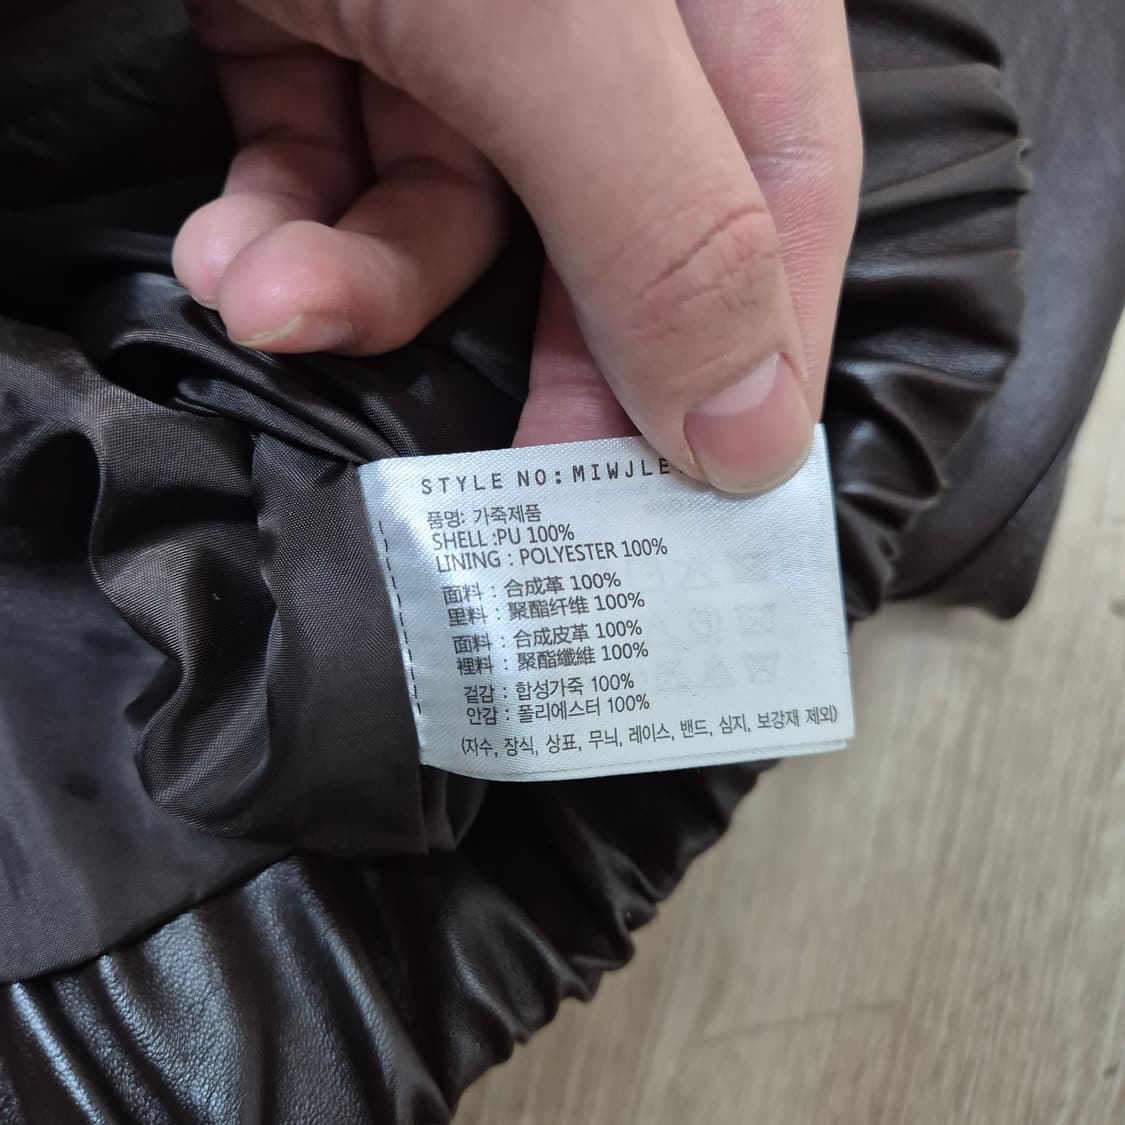 STYLE NO: MIWJLE
품명: 가죽제품
SHELL :PU 100%
LINING : POLYESTER 100%
面料 : 合成革 100%
里料 : 聚酯纤维 100%
面料 : 合成皮革 100%
裡料 : 聚酯纖維 100%
겉감 : 합성가죽 100%
안감 : 폴리에스터 100%
(자수, 장식, 상표, 무늬, 레이스, 밴드, 심지, 보강재 제외)